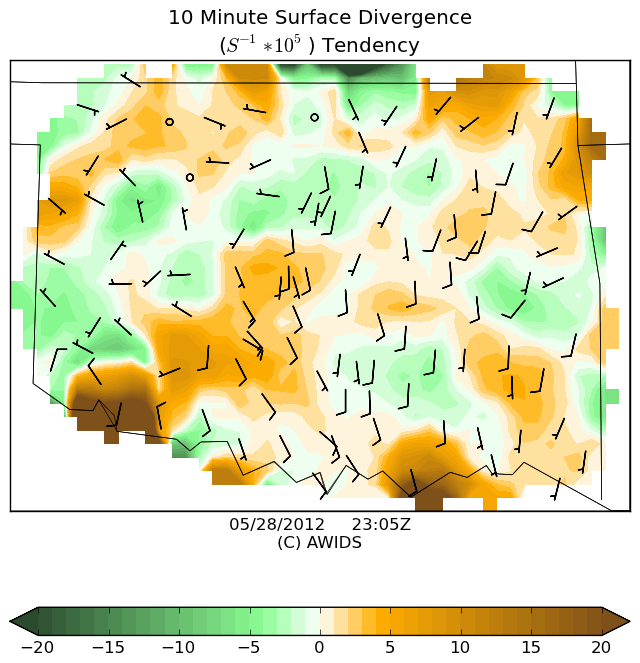 10 Minute Surface Divergence
(S⁻¹ ∗ 10⁵ ) Tendency
05/28/2012 23:05Z
(C) AWIDS
−20 −15 −10 −5 0 5 10 15 20